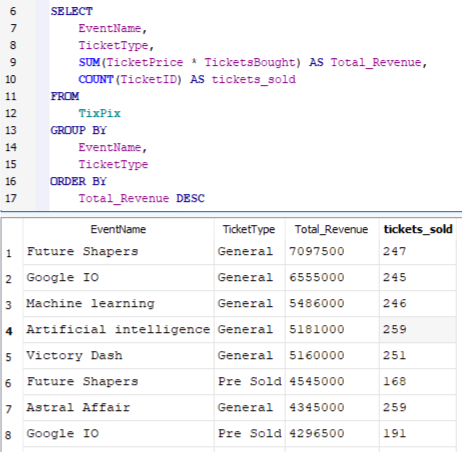 6 SELECT
7 EventName,
8 TicketType,
9 SUM(TicketPrice * TicketsBought) AS Total_Revenue,
10 COUNT(TicketID) AS tickets_sold
11 FROM
12 TixPix
13 GROUP BY
14 EventName,
15 TicketType
16 ORDER BY
17 Total_Revenue DESC
EventName TicketType Total_Revenue tickets_sold
1 Future Shapers General 7097500 247
2 Google IO General 6555000 245
3 Machine learning General 5486000 246
4 Artificial intelligence General 5181000 259
5 Victory Dash General 5160000 251
6 Future Shapers Pre Sold 4545000 168
7 Astral Affair General 4345000 259
8 Google IO Pre Sold 4296500 191